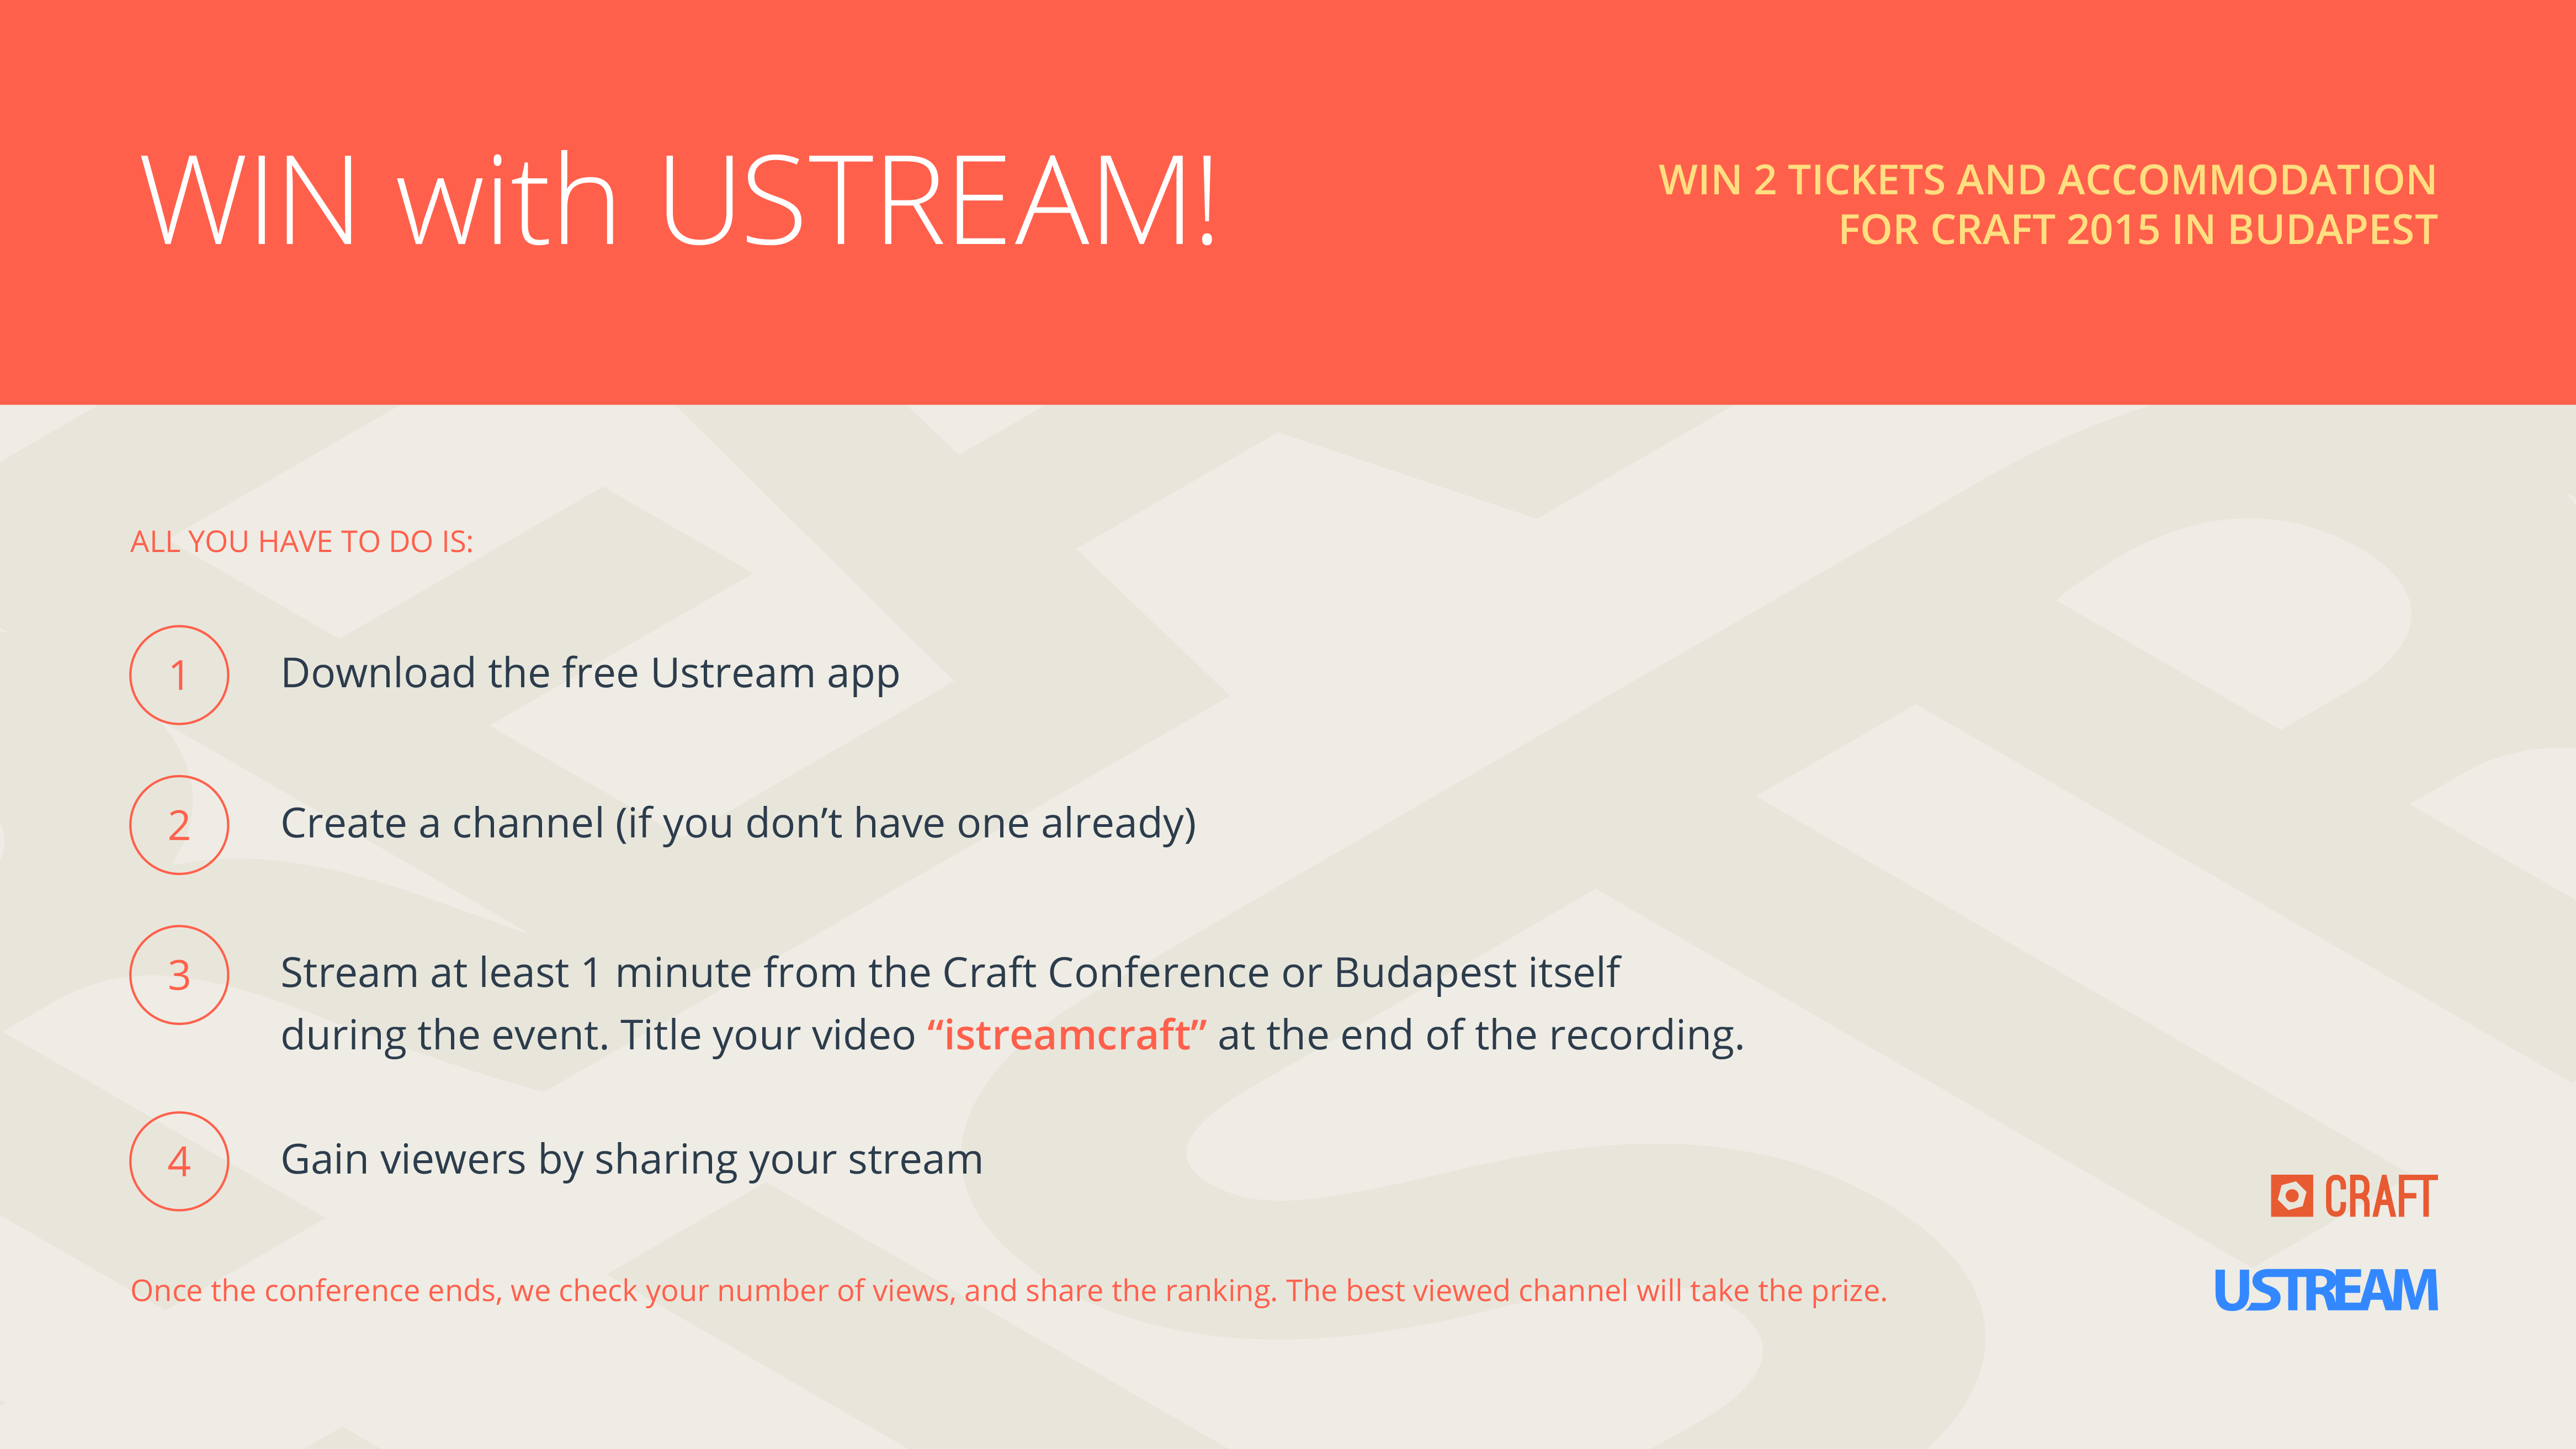 WIN with USTREAM!
WIN 2 TICKETS AND ACCOMMODATION
FOR CRAFT 2015 IN BUDAPEST
ALL YOU HAVE TO DO IS:
1 Download the free Ustream app
2 Create a channel (if you don’t have one already)
3 Stream at least 1 minute from the Craft Conference or Budapest itself
during the event. Title your video “istreamcraft” at the end of the recording.
4 Gain viewers by sharing your stream
CRAFT
Once the conference ends, we check your number of views, and share the ranking. The best viewed channel will take the prize.
USTREAM